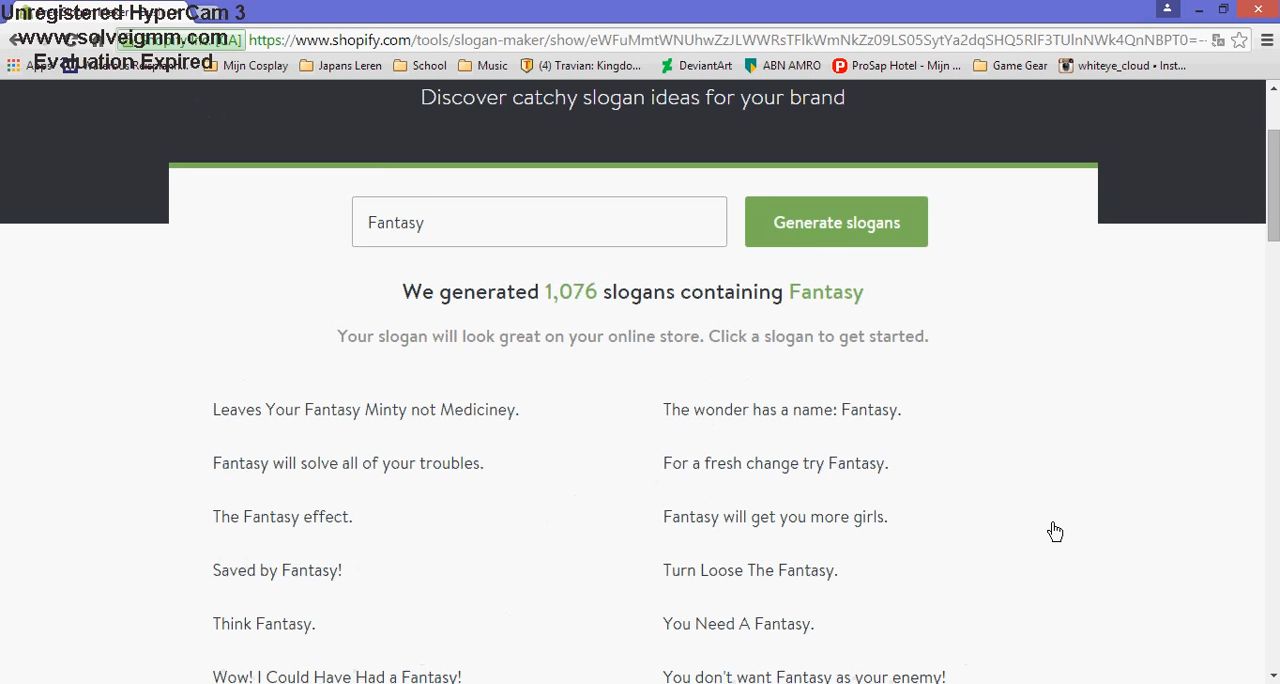 Unregistered HyperCam 3
www.solveigmm.com
Evaluation Expired
https://www.shopify.com/tools/slogan-maker/show/eWFuMmtWNUhwZzJLWWRsTFlkWmNkZz09LS05SytYa2dqSHQ5RlF3TUlnNWk4QnNBPT0=--
Mijn Cosplay
Japans Leren
School
Music
(4) Travian: Kingdo...
DeviantArt
ABN AMRO
ProSap Hotel - Mijn ...
Game Gear
whiteye_cloud • Inst...
Discover catchy slogan ideas for your brand
Fantasy
Generate slogans
We generated 1,076 slogans containing Fantasy
Your slogan will look great on your online store. Click a slogan to get started.
Leaves Your Fantasy Minty not Mediciney.
The wonder has a name: Fantasy.
Fantasy will solve all of your troubles.
For a fresh change try Fantasy.
The Fantasy effect.
Fantasy will get you more girls.
Saved by Fantasy!
Turn Loose The Fantasy.
Think Fantasy.
You Need A Fantasy.
Wow! I Could Have Had a Fantasy!
You don't want Fantasy as your enemy!